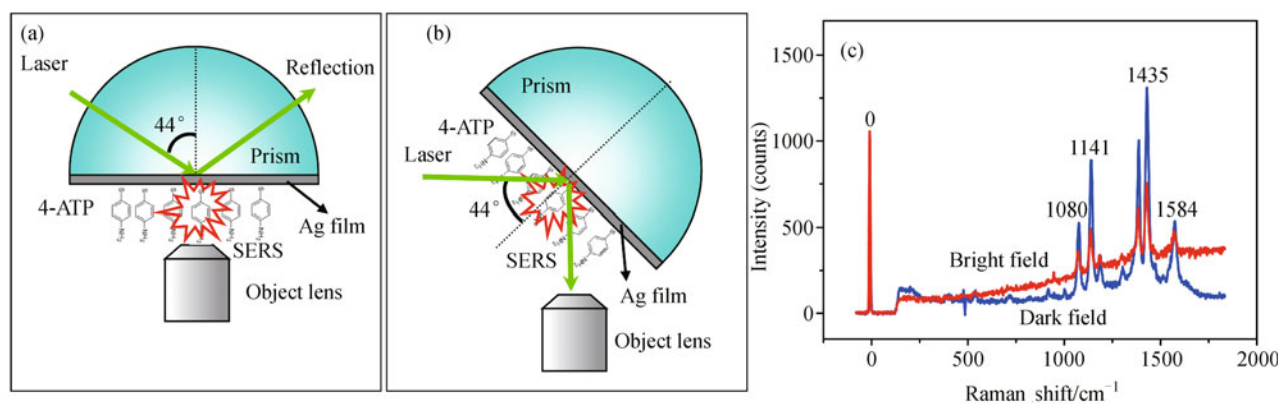 (a)
Laser
Reflection
44°
Prism
4-ATP
Ag film
SERS
Object lens
(b)
Prism
4-ATP
Laser
44°
SERS
Ag film
Object lens
(c)
1500
1000
500
0
Intensity (counts)
0
1080
1141
1435
1584
Bright field
Dark field
0
500
1000
1500
2000
Raman shift/cm⁻¹